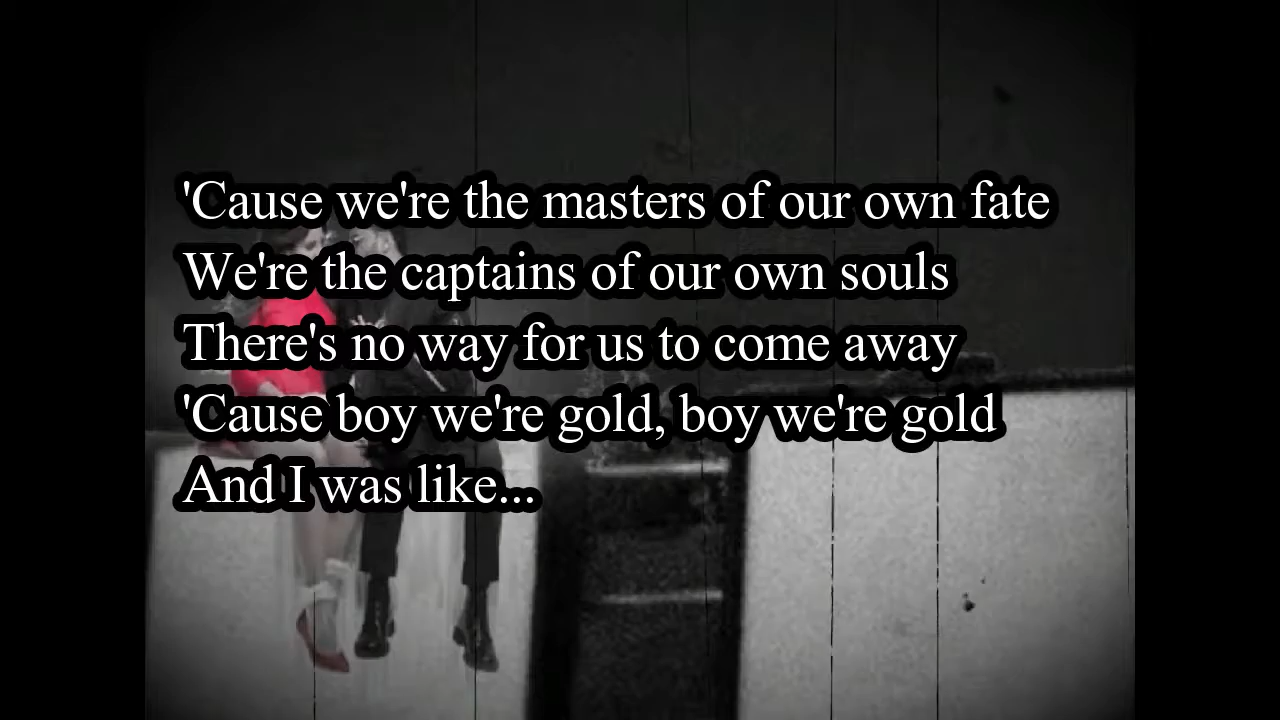 'Cause we're the masters of our own fate
We're the captains of our own souls
There's no way for us to come away
'Cause boy we're gold, boy we're gold
And I was like...